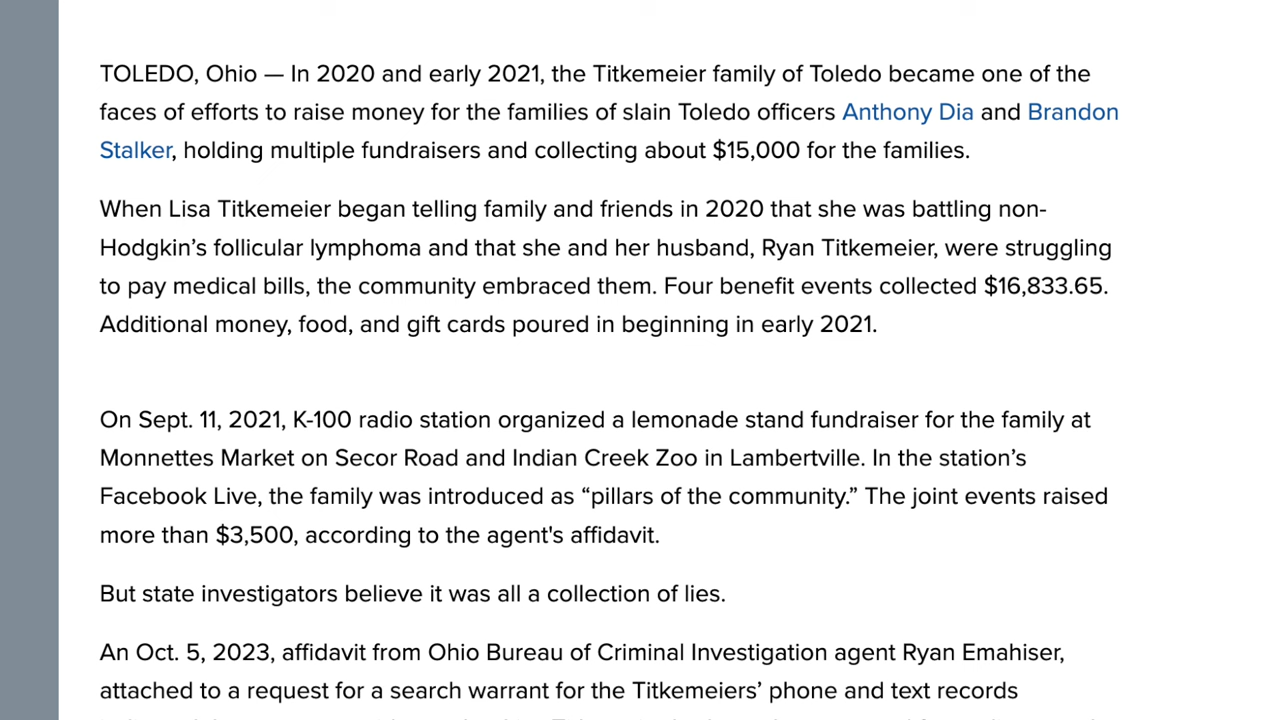 TOLEDO, Ohio — In 2020 and early 2021, the Titkemeier family of Toledo became one of the
faces of efforts to raise money for the families of slain Toledo officers Anthony Dia and Brandon
Stalker, holding multiple fundraisers and collecting about $15,000 for the families.
When Lisa Titkemeier began telling family and friends in 2020 that she was battling non-
Hodgkin’s follicular lymphoma and that she and her husband, Ryan Titkemeier, were struggling
to pay medical bills, the community embraced them. Four benefit events collected $16,833.65.
Additional money, food, and gift cards poured in beginning in early 2021.
On Sept. 11, 2021, K-100 radio station organized a lemonade stand fundraiser for the family at
Monnettes Market on Secor Road and Indian Creek Zoo in Lambertville. In the station’s
Facebook Live, the family was introduced as “pillars of the community.” The joint events raised
more than $3,500, according to the agent's affidavit.
But state investigators believe it was all a collection of lies.
An Oct. 5, 2023, affidavit from Ohio Bureau of Criminal Investigation agent Ryan Emahiser,
attached to a request for a search warrant for the Titkemeiers’ phone and text records